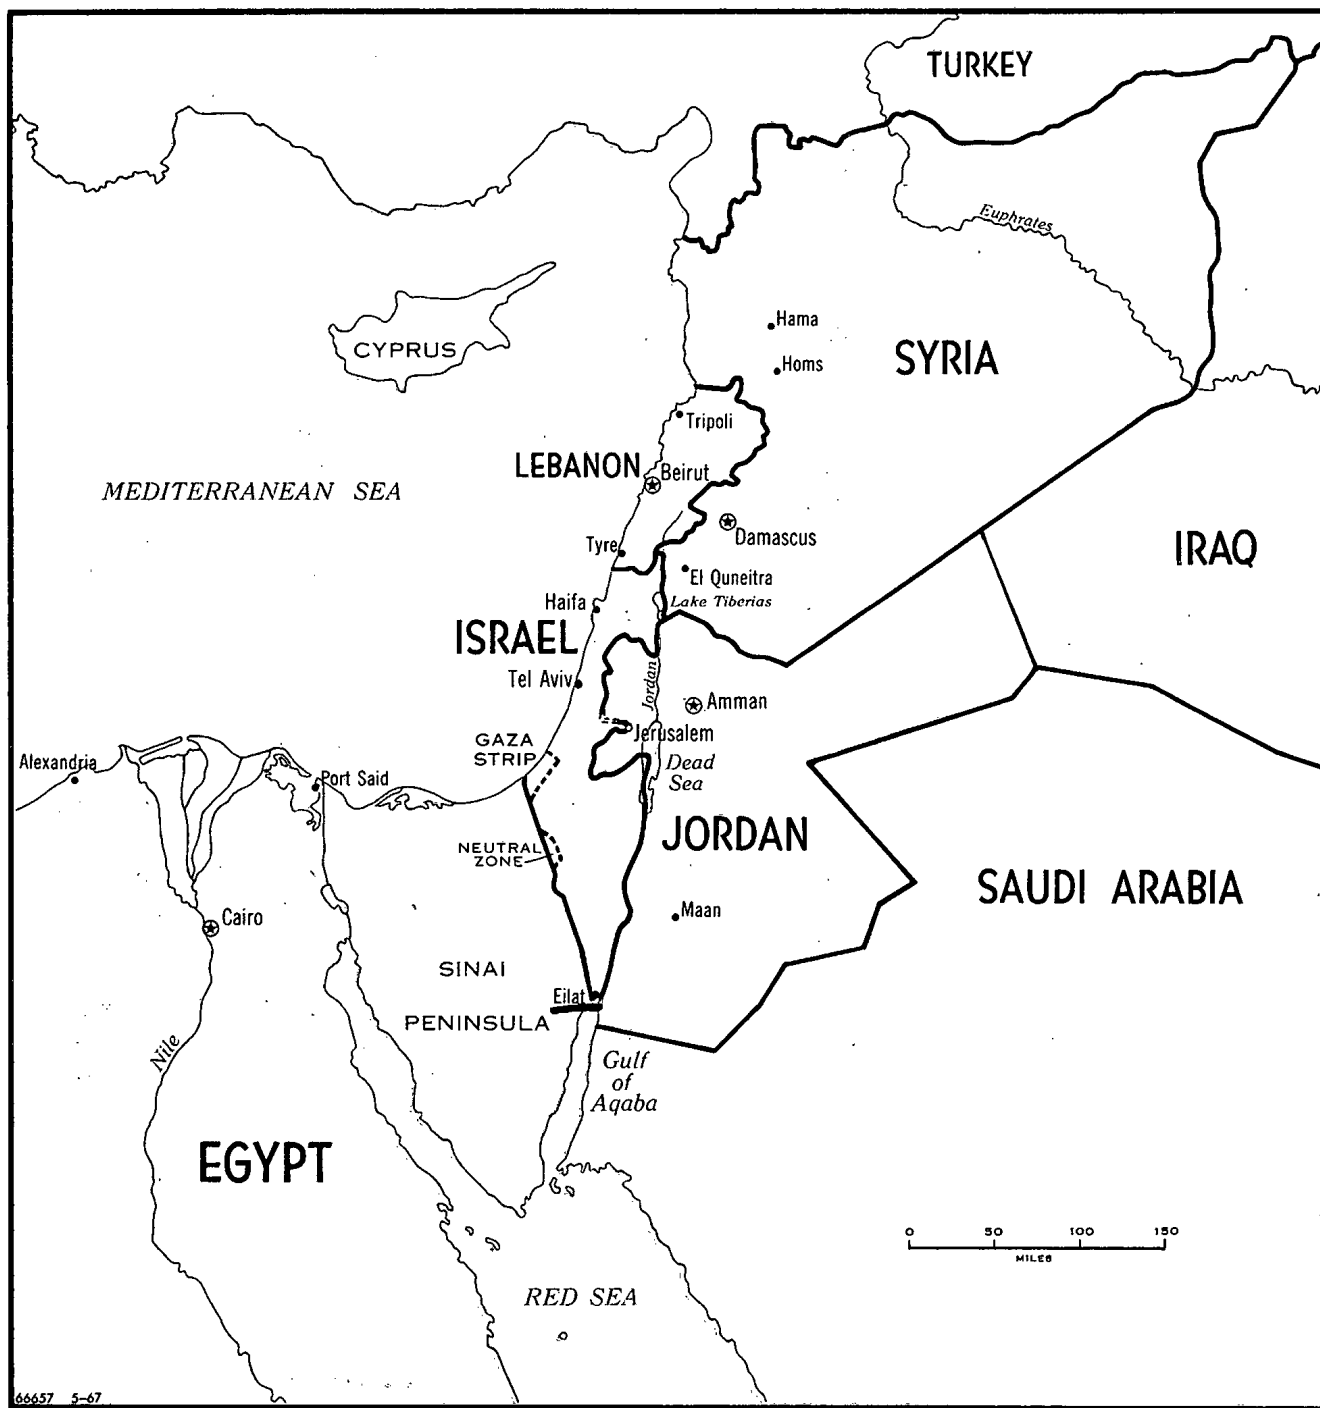 TURKEY
Euphrates
Hama
Homs
SYRIA
CYPRUS
Tripoli
LEBANON
Beirut
MEDITERRANEAN SEA
Damascus
Tyre
IRAQ
El Quneitra
Lake Tiberias
Haifa
ISRAEL
Tel Aviv
Jordan
Amman
Jerusalem
GAZA
STRIP
Dead
Sea
Alexandria
Port Said
JORDAN
NEUTRAL
ZONE
SAUDI ARABIA
Maan
Cairo
SINAI
PENINSULA
Eilat
Nile
Gulf
of
Aqaba
EGYPT
0 50 100 150
MILES
RED SEA
66657 5-67